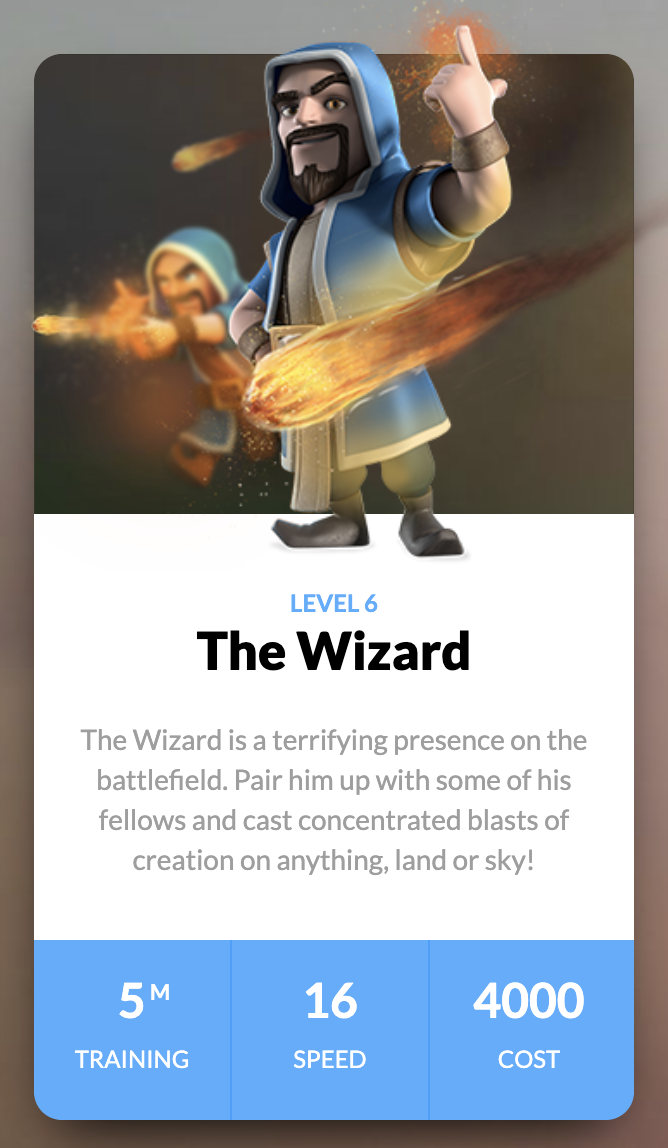 LEVEL 6
The Wizard
The Wizard is a terrifying presence on the
battlefield. Pair him up with some of his
fellows and cast concentrated blasts of
creation on anything, land or sky!
5M 16 4000
TRAINING SPEED COST